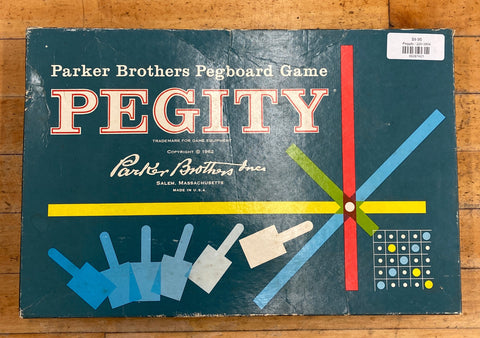 $9.95
Parker Brothers Pegboard Game
PEGITY®
TRADEMARK FOR GAME EQUIPMENT
COPYRIGHT © 1962
Parker Brothers Inc.
SALEM, MASSACHUSETTS
MADE IN U.S.A.